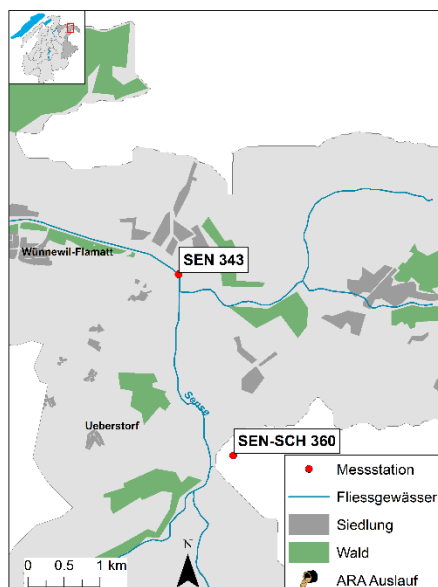 SEN 343
Wünnewil-Flamatt
Sense
Ueberstorf
SEN-SCH 360
Messstation
Fliessgewässer
Siedlung
Wald
ARA Auslauf
N
0 0.5 1 km